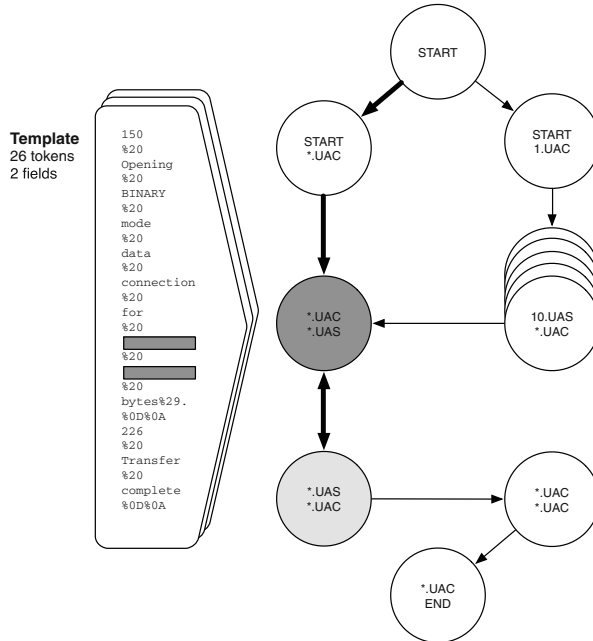 Template
26 tokens
2 fields
150
%20
Opening
%20
BINARY
%20
mode
%20
data
%20
connection
%20
for
%20
%20
%20
bytes%29.
%0D%0A
226
%20
Transfer
%20
complete
%0D%0A
START
START
*.UAC
START
1.UAC
*.UAC
*.UAS
10.UAS
*.UAC
*.UAS
*.UAC
*.UAC
*.UAC
*.UAC
END